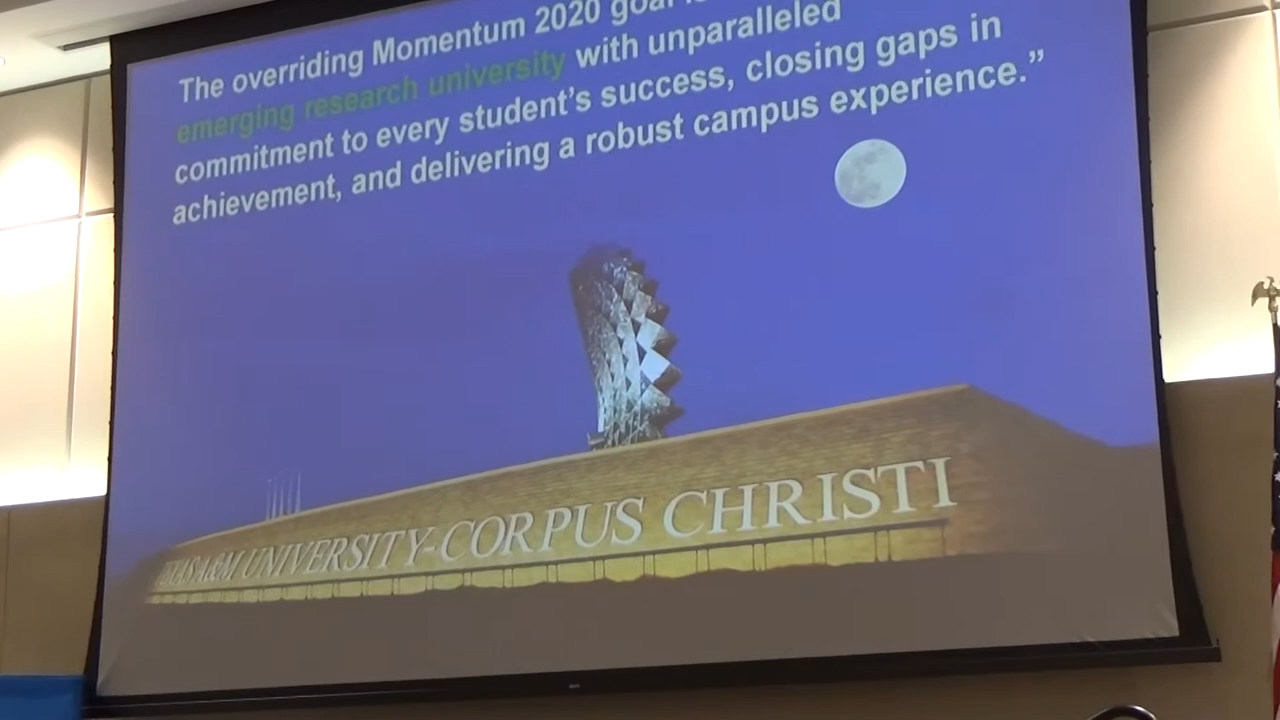 The overriding Momentum 2020 goal
emerging research university with unparalleled
commitment to every student's success, closing gaps in
achievement, and delivering a robust campus experience."
TEXAS A&M UNIVERSITY-CORPUS CHRISTI